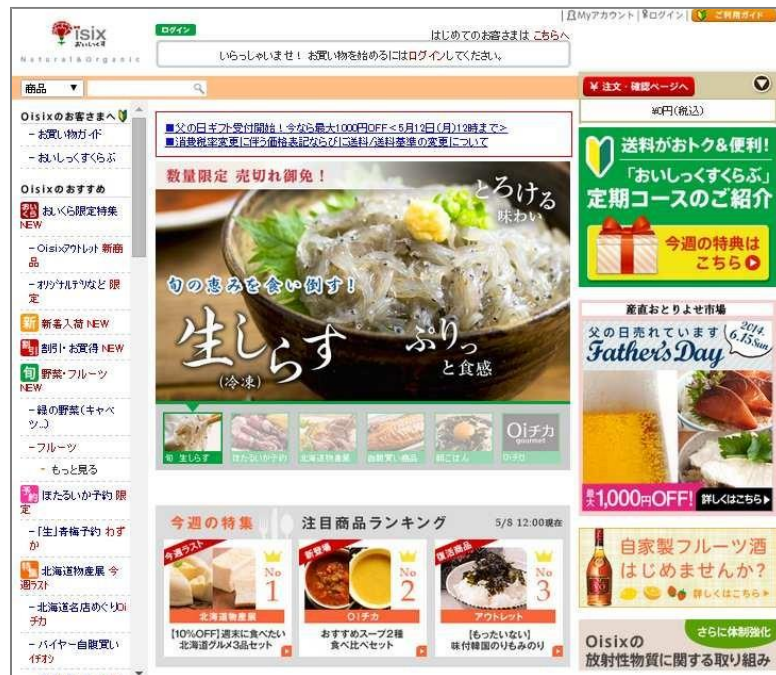 Oisix
おいしっくす
Natural & Organic
ログイン
Myアカウント
ログイン
ご利用ガイド
はじめてのお客さまは こちらへ
いらっしゃいませ! お買い物を始めるにはログインしてください。
商品
¥ 注文・確認ページへ
¥0円(税込)
Oisixのお客さまへ
- お買い物ガイド
- おいしっくすくらぶ
Oisixのおすすめ
おいくら限定特集
NEW
- Oisixアウトレット 新商
品
- オリジナルテリなど 限
定
新 新着入荷 NEW
割引 割引・お買得 NEW
旬 野菜・フルーツ
NEW
- 緑の野菜(キャベ
ツ..)
- フルーツ
- もっと見る
予約 ほたるいか予約 限
定
- 「生」青梅予約 わず
か
北海道物産展 今
週ラスト
- 北海道名店めぐりOi
チカ
- バイヤー自腹買い
イチオシ
■父の日ギフト受付開始!今なら最大1000円OFF<5月12日(月)12時まで>
■消費税率変更に伴う価格表記ならびに送料/送料基準の変更について
数量限定 売切れ御免!
とろける
味わい
旬の恵みを食い倒す!
生しらす
(冷凍)
ぷりっ
と食感
旬 生しらす
ほたるいか予約
北海道物産展
自腹買い商品
朝ごはん
Oiチカ
gourmet
Oiチカ
今週の特集
注目商品ランキング
5/8 12:00現在
今週ラスト
No
1
北海道物産展
【10%OFF】週末に食べたい
北海道グルメ3品セット
新登場
No
2
Oiチカ
おすすめスープ2種
食べ比べセット
復活商品
No
3
アウトレット
【もったいない】
味付韓国のりもみのり
送料がおトク&便利!
「おいしっくすくらぶ」
定期コースのご紹介
今週の特典は
こちら
産直おとりよせ市場
父の日売れています
2014.
6.15 Sun
Father's Day
最大1,000円OFF!
詳しくはこちら
自家製フルーツ酒
はじめませんか?
詳しくはこちら
さらに体制強化
Oisixの
放射性物質に関する取り組み